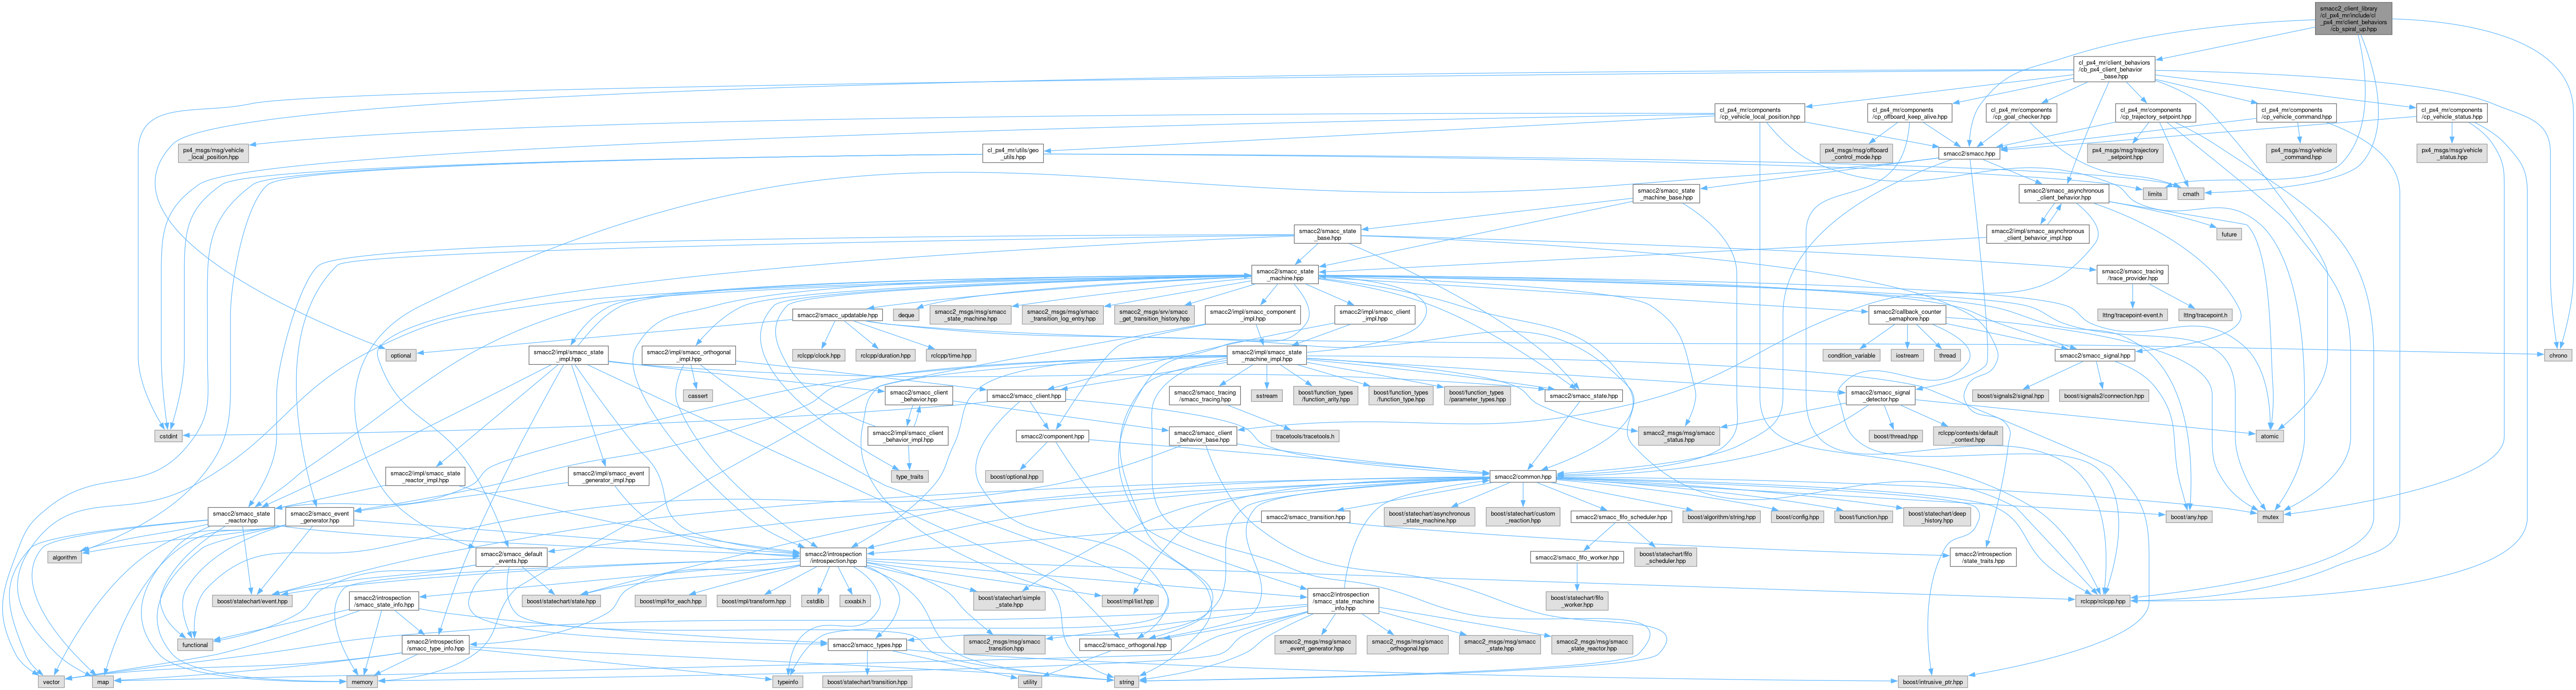 smacc2_client_library
/cl_px4_mr/include/cl
_px4_mr/client_behaviors
/cb_spiral_up.hpp
cl_px4_mr/client_behaviors
/cb_px4_client_behavior
_base.hpp
cl_px4_mr/components
/cp_vehicle_local_position.hpp
cl_px4_mr/components
/cp_offboard_keep_alive.hpp
cl_px4_mr/components
/cp_goal_checker.hpp
cl_px4_mr/components
/cp_trajectory_setpoint.hpp
cl_px4_mr/components
/cp_vehicle_command.hpp
cl_px4_mr/components
/cp_vehicle_status.hpp
px4_msgs/msg/vehicle
_local_position.hpp
cl_px4_mr/utils/geo
_utils.hpp
px4_msgs/msg/offboard
_control_mode.hpp
smacc2/smacc.hpp
px4_msgs/msg/trajectory
_setpoint.hpp
px4_msgs/msg/vehicle
_command.hpp
px4_msgs/msg/vehicle
_status.hpp
smacc2/smacc_state
_machine_base.hpp
smacc2/smacc_asynchronous
_client_behavior.hpp
limits
cmath
smacc2/smacc_state
_base.hpp
smacc2/impl/smacc_asynchronous
_client_behavior_impl.hpp
future
smacc2/smacc_state
_machine.hpp
smacc2/smacc_tracing
/trace_provider.hpp
smacc2/smacc_updatable.hpp
deque
smacc2_msgs/msg/smacc
_state_machine.hpp
smacc2_msgs/msg/smacc
_transition_log_entry.hpp
smacc2_msgs/srv/smacc
_get_transition_history.hpp
smacc2/impl/smacc_component
_impl.hpp
smacc2/impl/smacc_client
_impl.hpp
smacc2/callback_counter
_semaphore.hpp
lttng/tracepoint-event.h
lttng/tracepoint.h
optional
rclcpp/clock.hpp
rclcpp/duration.hpp
rclcpp/time.hpp
smacc2/impl/smacc_state
_impl.hpp
smacc2/impl/smacc_orthogonal
_impl.hpp
smacc2/impl/smacc_state
_machine_impl.hpp
condition_variable
iostream
thread
smacc2/smacc_signal.hpp
chrono
cassert
smacc2/smacc_client
_behavior.hpp
smacc2/smacc_client.hpp
smacc2/smacc_tracing
/smacc_tracing.hpp
sstream
boost/function_types
/function_arity.hpp
boost/function_types
/function_type.hpp
boost/function_types
/parameter_types.hpp
smacc2/smacc_state.hpp
smacc2/smacc_signal
_detector.hpp
boost/signals2/signal.hpp
boost/signals2/connection.hpp
cstdint
smacc2/impl/smacc_client
_behavior_impl.hpp
smacc2/component.hpp
smacc2/smacc_client
_behavior_base.hpp
tracetools/tracetools.h
smacc2_msgs/msg/smacc
_status.hpp
boost/thread.hpp
rclcpp/contexts/default
_context.hpp
atomic
smacc2/impl/smacc_state
_reactor_impl.hpp
smacc2/impl/smacc_event
_generator_impl.hpp
type_traits
boost/optional.hpp
smacc2/common.hpp
smacc2/smacc_state
_reactor.hpp
smacc2/smacc_event
_generator.hpp
smacc2/smacc_transition.hpp
boost/statechart/asynchronous
_state_machine.hpp
boost/statechart/custom
_reaction.hpp
smacc2/smacc_fifo_scheduler.hpp
boost/algorithm/string.hpp
boost/config.hpp
boost/function.hpp
boost/statechart/deep
_history.hpp
boost/any.hpp
mutex
algorithm
smacc2/smacc_default
_events.hpp
smacc2/introspection
/introspection.hpp
smacc2/smacc_fifo_worker.hpp
boost/statechart/fifo
_scheduler.hpp
smacc2/introspection
/state_traits.hpp
boost/statechart/event.hpp
smacc2/introspection
/smacc_state_info.hpp
boost/statechart/state.hpp
boost/mpl/for_each.hpp
boost/mpl/transform.hpp
cstdlib
cxxabi.h
boost/statechart/simple
_state.hpp
boost/mpl/list.hpp
smacc2/introspection
/smacc_state_machine
_info.hpp
boost/statechart/fifo
_worker.hpp
rclcpp/rclcpp.hpp
functional
smacc2/introspection
/smacc_type_info.hpp
smacc2/smacc_types.hpp
smacc2_msgs/msg/smacc
_transition.hpp
smacc2/smacc_orthogonal.hpp
smacc2_msgs/msg/smacc
_event_generator.hpp
smacc2_msgs/msg/smacc
_orthogonal.hpp
smacc2_msgs/msg/smacc
_state.hpp
smacc2_msgs/msg/smacc
_state_reactor.hpp
vector
map
memory
typeinfo
boost/statechart/transition.hpp
utility
string
boost/intrusive_ptr.hpp